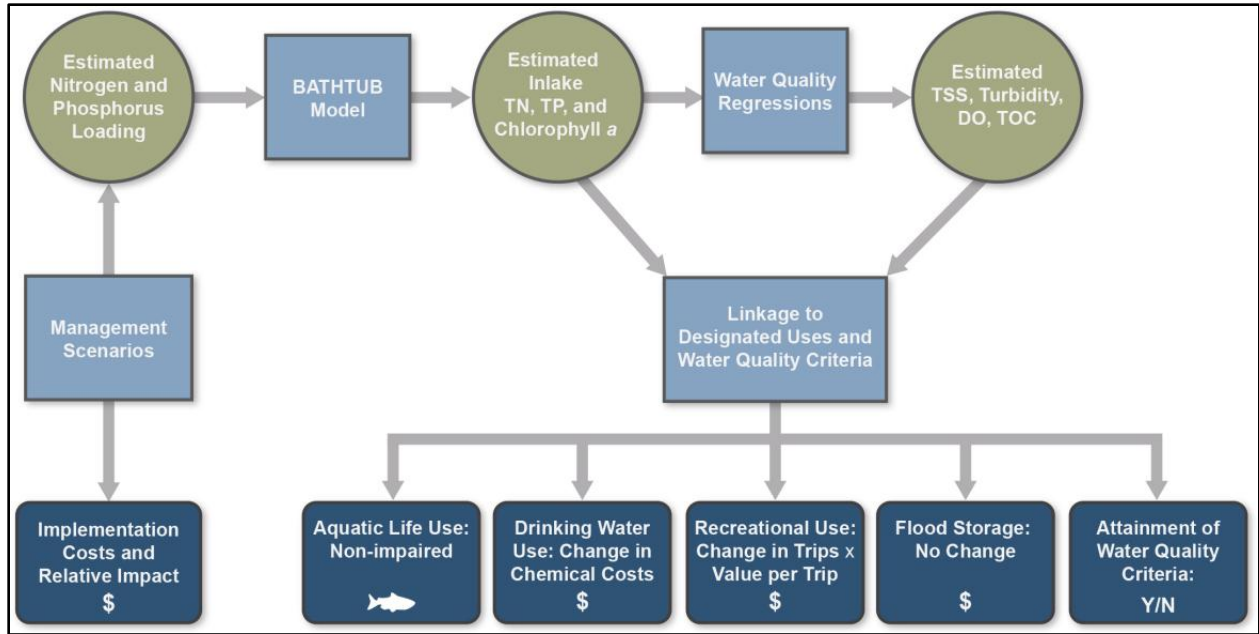 Estimated
Nitrogen and
Phosphorus
Loading
BATHTUB
Model
Estimated
Inlake
TN, TP, and
Chlorophyll a
Water Quality
Regressions
Estimated
TSS, Turbidity,
DO, TOC
Management
Scenarios
Linkage to
Designated Uses and
Water Quality Criteria
Implementation
Costs and
Relative Impact
$
Aquatic Life Use:
Non-impaired
Drinking Water
Use: Change in
Chemical Costs
$
Recreational Use:
Change in Trips x
Value per Trip
$
Flood Storage:
No Change
$
Attainment of
Water Quality
Criteria:
Y/N